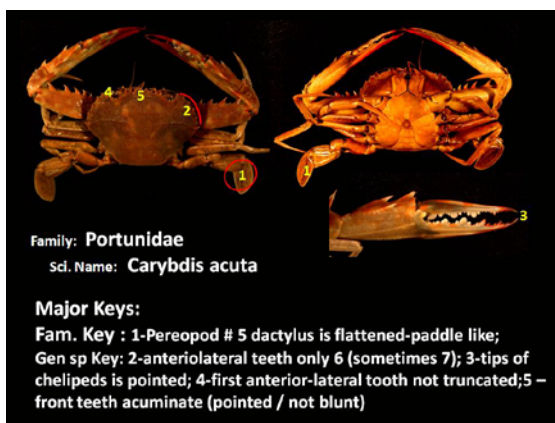 4
5
2
1
1
3
Family: Portunidae
Sci. Name: Carybdis acuta
Major Keys:
Fam. Key : 1-Pereopod # 5 dactylus is flattened-paddle like;
Gen sp Key: 2-anteriolateral teeth only 6 (sometimes 7); 3-tips of
chelipeds is pointed; 4-first anterior-lateral tooth not truncated;5 –
front teeth acuminate (pointed / not blunt)